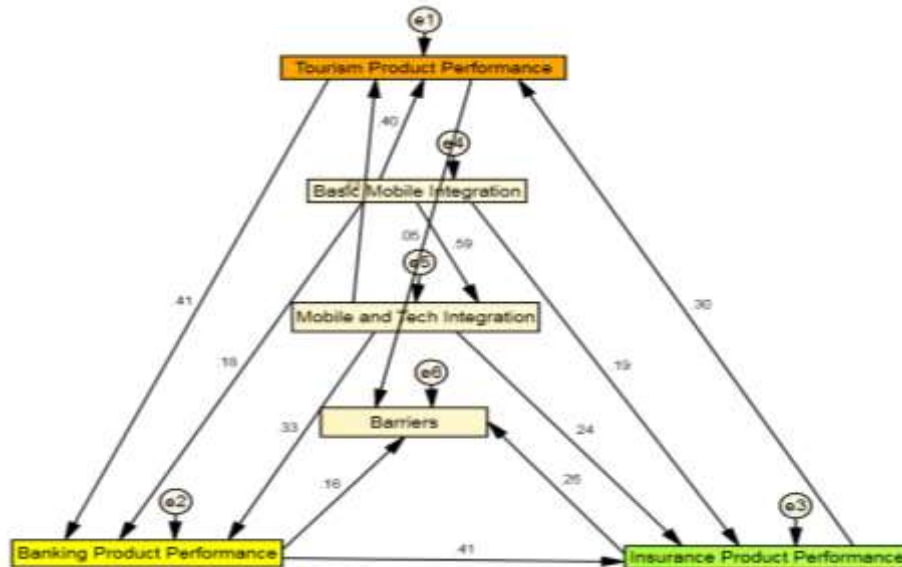 e1
Tourism Product Performance
.40
e4
Basic Mobile Integration
.05
.59
e5
.41
.30
Mobile and Tech Integration
.18
.19
e6
Barriers
.33
.24
.16
.26
e2
e3
.41
Banking Product Performance
Insurance Product Performance